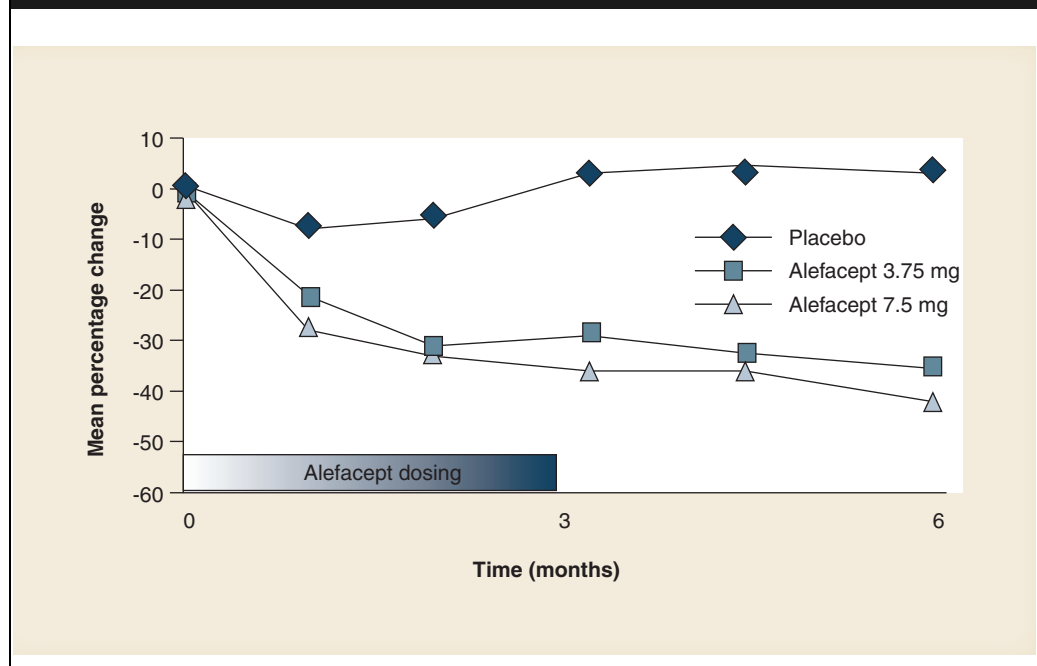 10
0
-10
-20
-30
-40
-50
-60
Mean percentage change
Placebo
Alefacept 3.75 mg
Alefacept 7.5 mg
Alefacept dosing
0 3 6
Time (months)